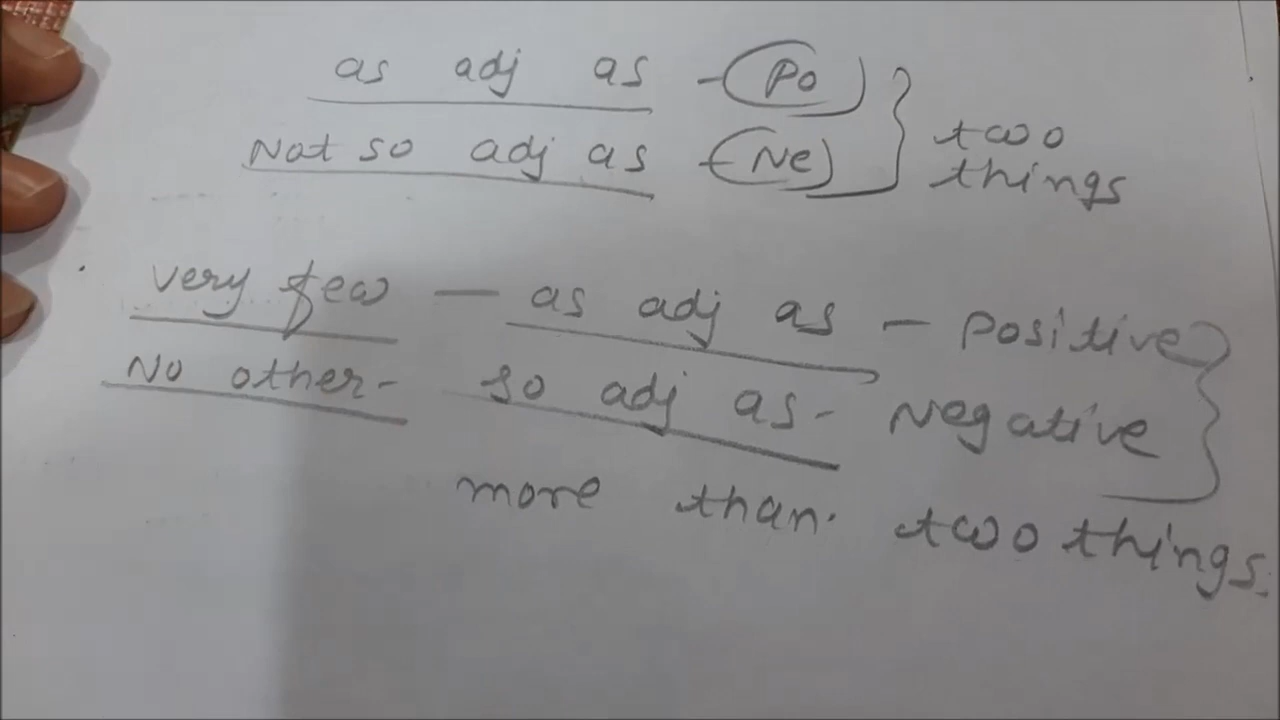 as adj as - Po
Not so adj as - Ne
two
things
very few - as adj as - positive
No other - so adj as - Negative
more than two things.